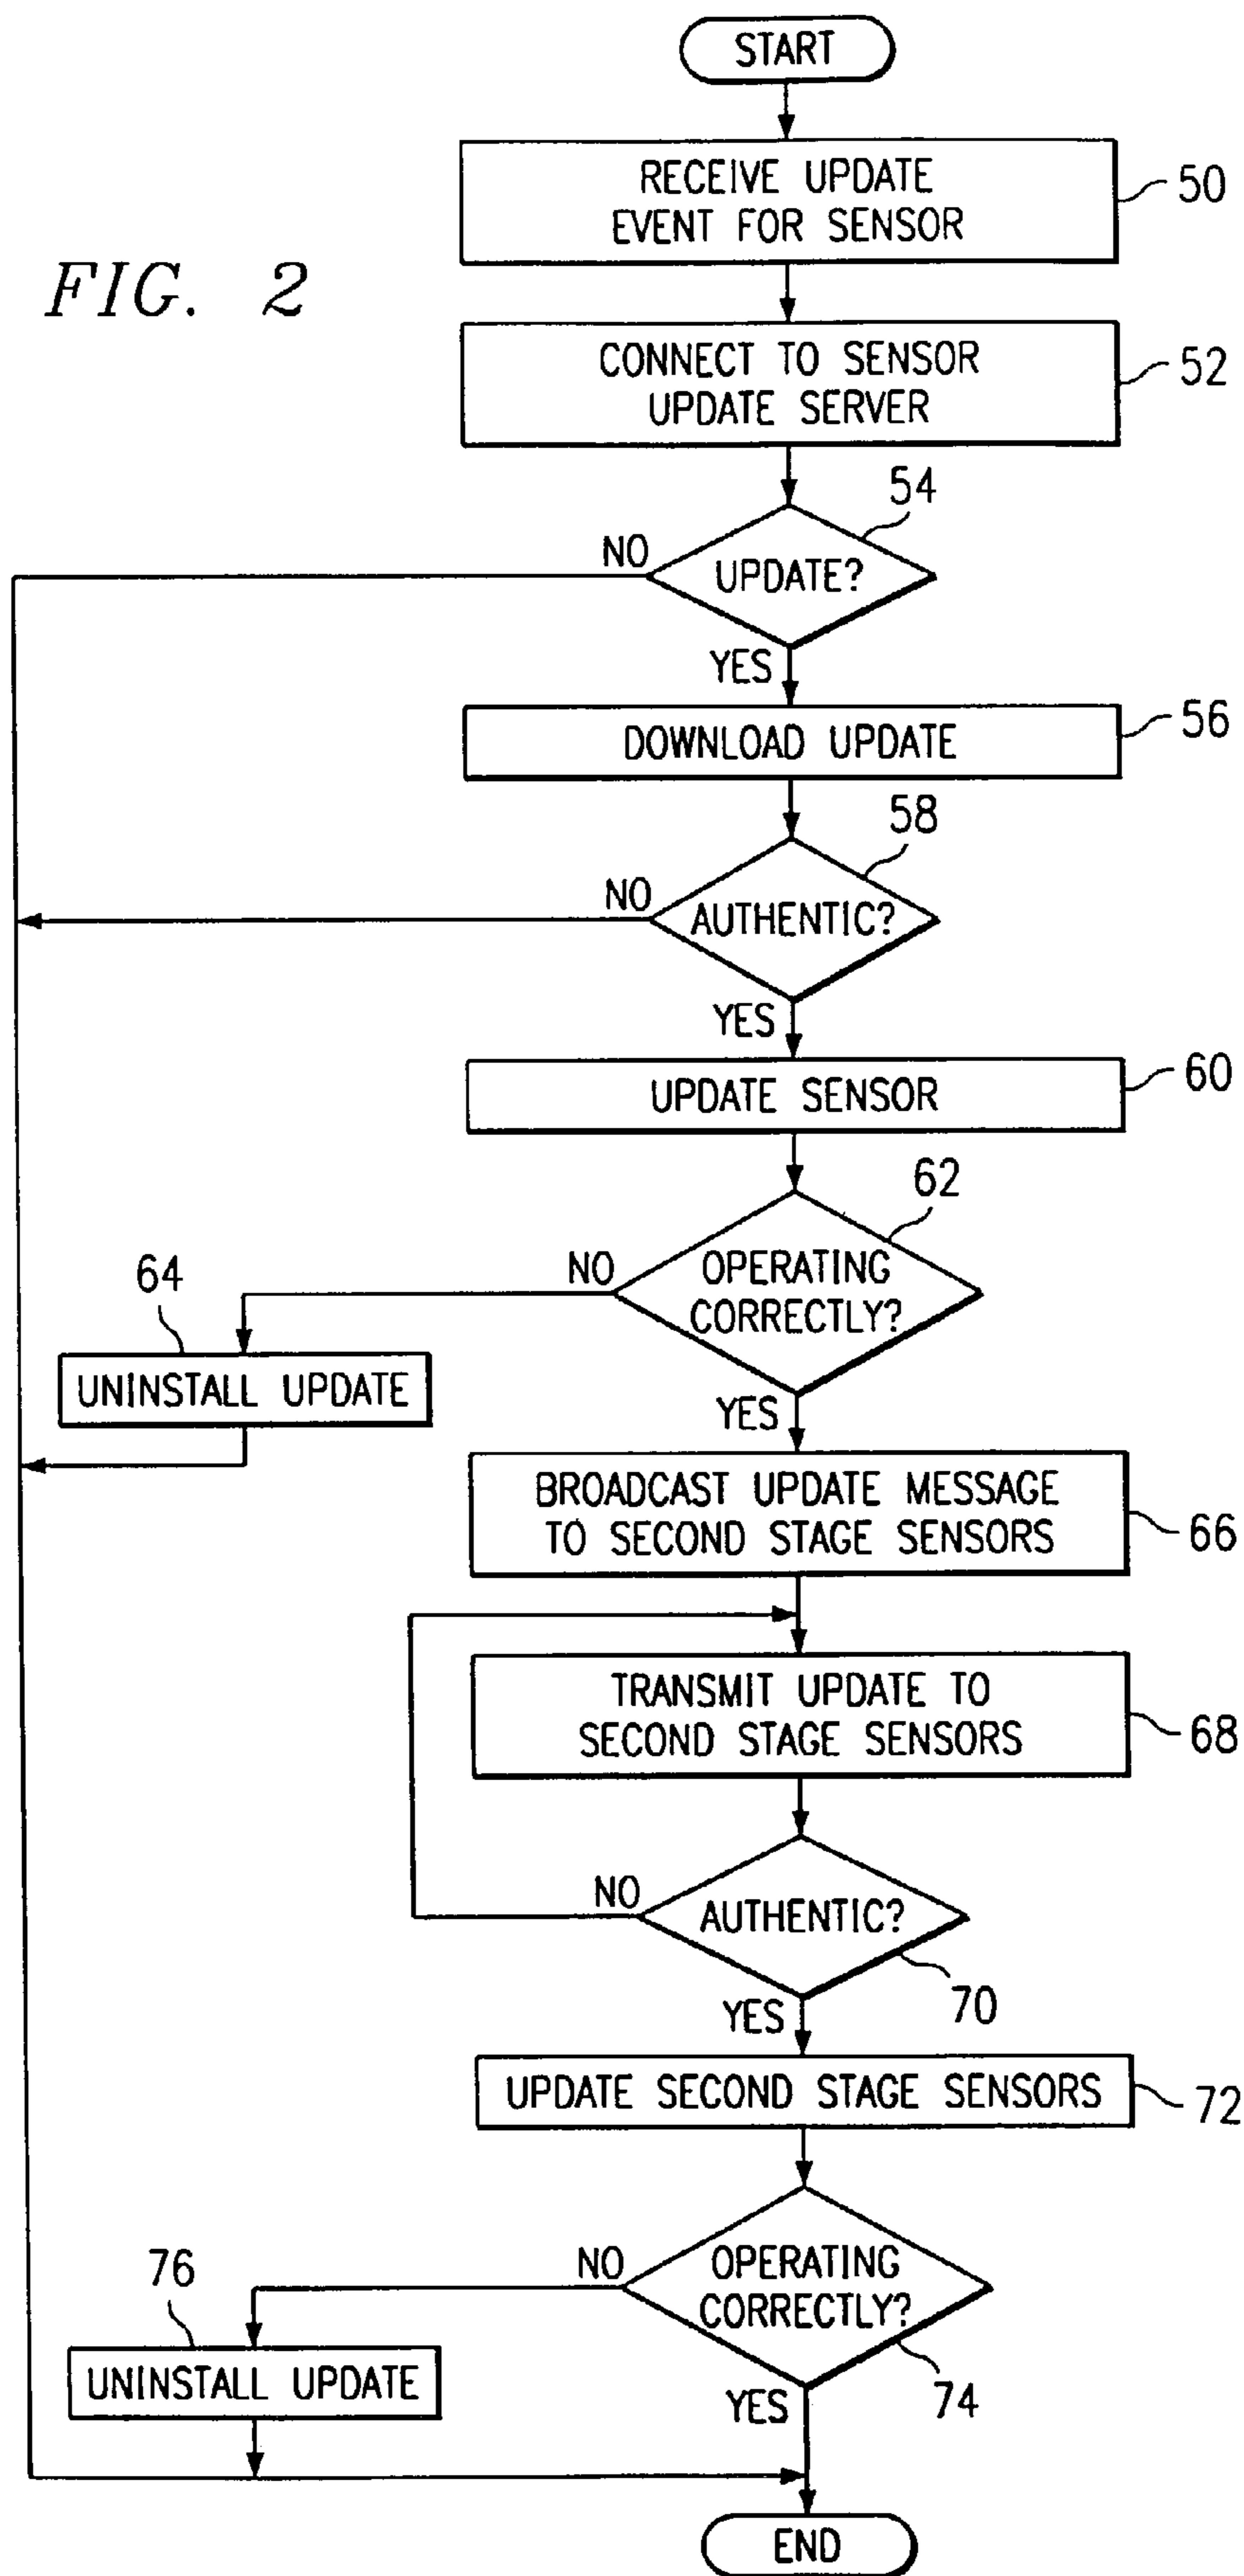 START
RECEIVE UPDATE
EVENT FOR SENSOR
50
FIG. 2
CONNECT TO SENSOR
UPDATE SERVER
52
54
UPDATE?
NO
YES
DOWNLOAD UPDATE
56
58
AUTHENTIC?
NO
YES
UPDATE SENSOR
60
62
OPERATING
CORRECTLY?
NO
64
UNINSTALL UPDATE
YES
BROADCAST UPDATE MESSAGE
TO SECOND STAGE SENSORS
66
TRANSMIT UPDATE TO
SECOND STAGE SENSORS
68
NO
AUTHENTIC?
70
YES
UPDATE SECOND STAGE SENSORS
72
NO
OPERATING
CORRECTLY?
74
76
UNINSTALL UPDATE
YES
END